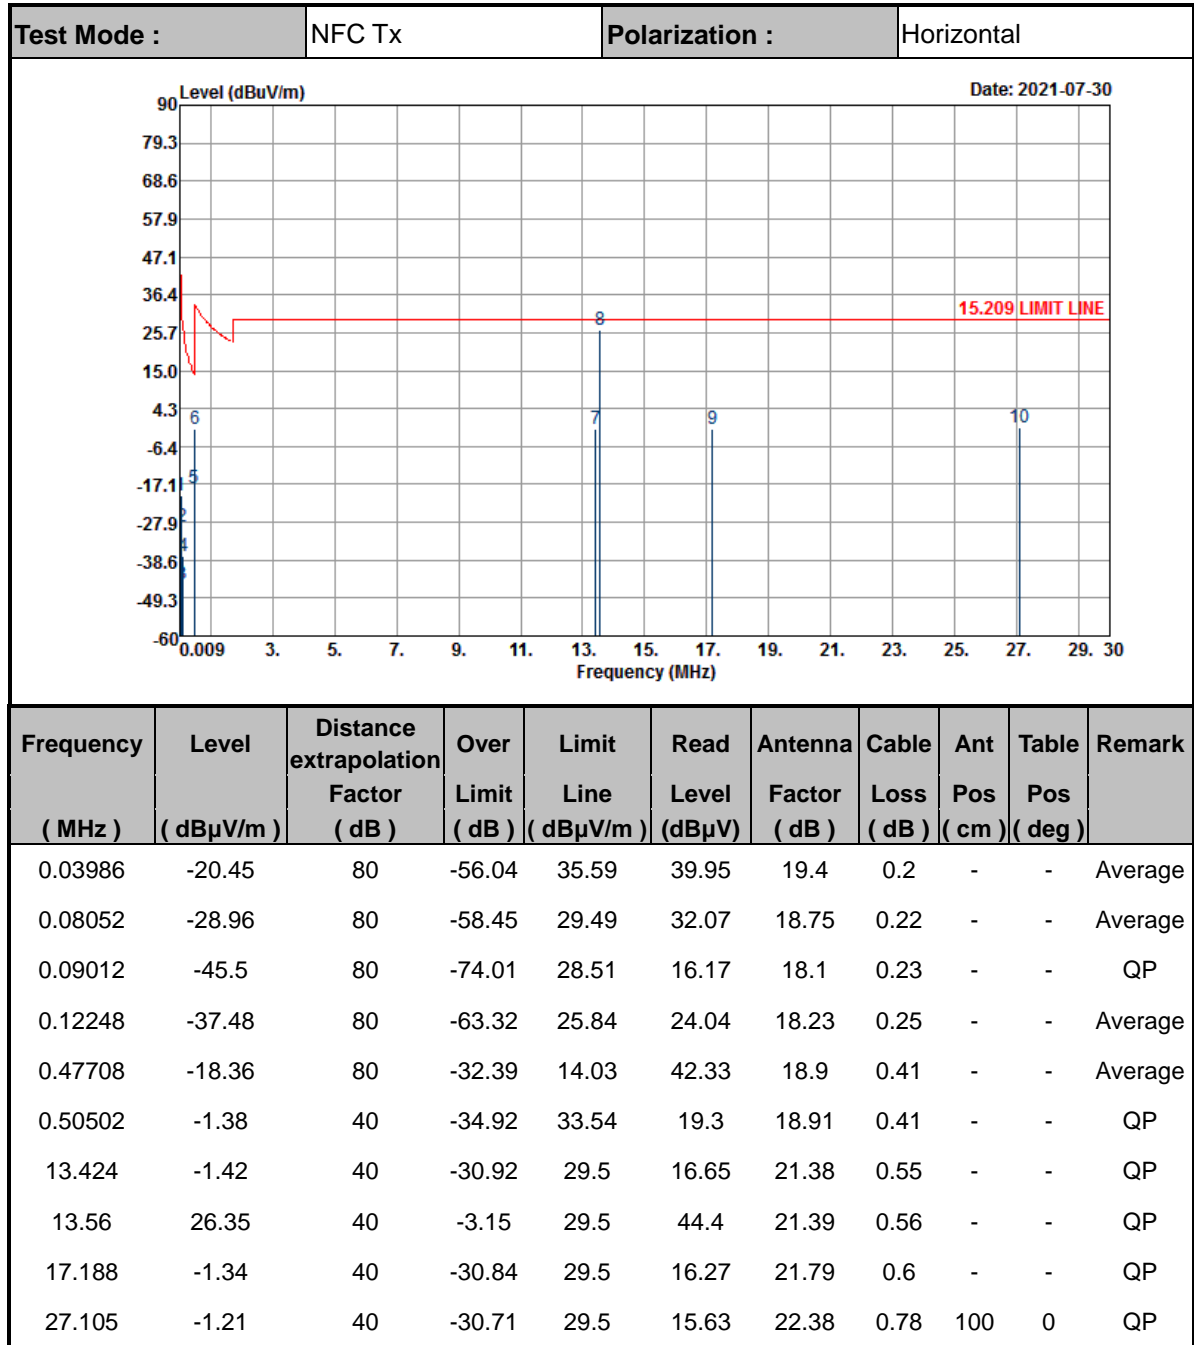 Test Mode : NFC Tx Polarization : Horizontal
Level (dBuV/m) Date: 2021-07-30
90
79.3
68.6
57.9
47.1
36.4
15.209 LIMIT LINE
8
25.7
15.0
4.3
6 7 9 10
-6.4
5
-17.1
2
-27.9
4
-38.6
-49.3
-60
0.009 3. 5. 7. 9. 11. 13. 15. 17. 19. 21. 23. 25. 27. 29. 30
Frequency (MHz)
Frequency Level Distance extrapolation Over Limit Read Antenna Cable Ant Table Remark
Factor Limit Line Level Factor Loss Pos Pos
( MHz ) ( dBµV/m ) ( dB ) ( dB ) ( dBµV/m ) (dBµV) ( dB ) ( dB ) ( cm ) ( deg )
0.03986 -20.45 80 -56.04 35.59 39.95 19.4 0.2 - - Average
0.08052 -28.96 80 -58.45 29.49 32.07 18.75 0.22 - - Average
0.09012 -45.5 80 -74.01 28.51 16.17 18.1 0.23 - - QP
0.12248 -37.48 80 -63.32 25.84 24.04 18.23 0.25 - - Average
0.47708 -18.36 80 -32.39 14.03 42.33 18.9 0.41 - - Average
0.50502 -1.38 40 -34.92 33.54 19.3 18.91 0.41 - - QP
13.424 -1.42 40 -30.92 29.5 16.65 21.38 0.55 - - QP
13.56 26.35 40 -3.15 29.5 44.4 21.39 0.56 - - QP
17.188 -1.34 40 -30.84 29.5 16.27 21.79 0.6 - - QP
27.105 -1.21 40 -30.71 29.5 15.63 22.38 0.78 100 0 QP